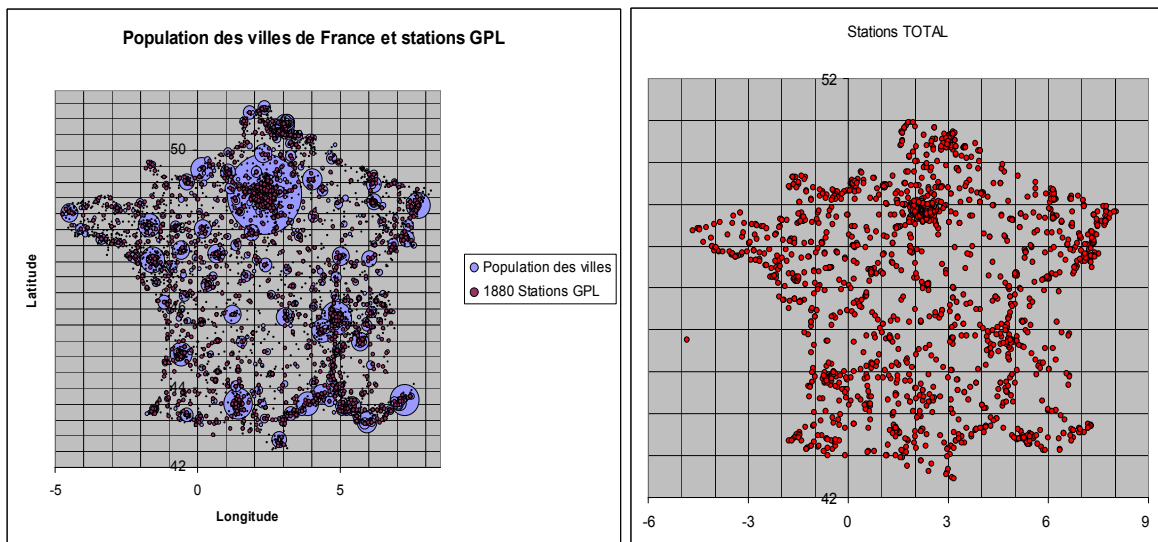 Population des villes de France et stations GPL
Latitude
50
44
42
-5 0 5
Longitude
Population des villes
1880 Stations GPL
Stations TOTAL
52
42
-6 -3 0 3 6 9